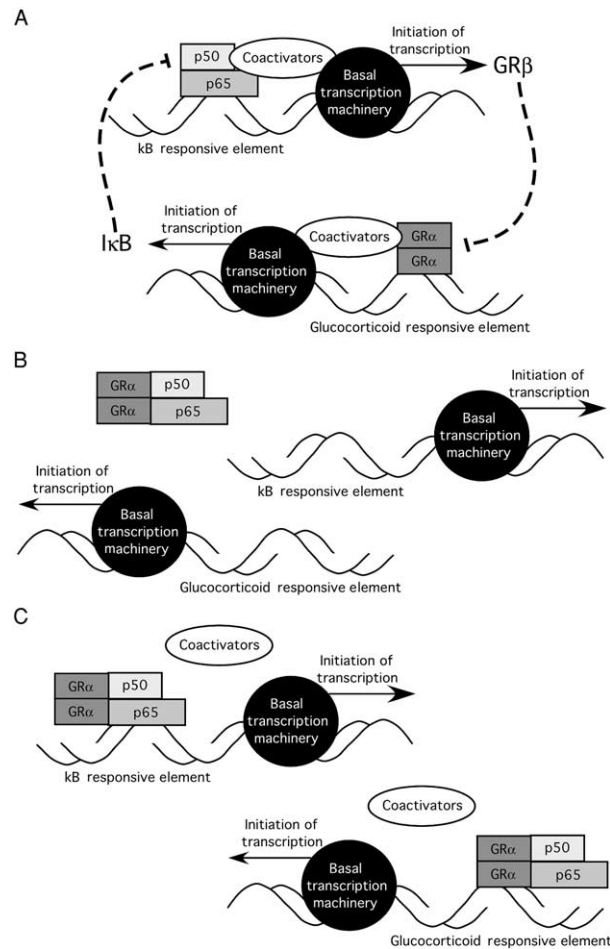 A
Initiation of
transcription
p50
Coactivators
p65
Basal
transcription
machinery
GRβ
kB responsive element
Initiation of
transcription
IκB
Basal
transcription
machinery
Coactivators
GRα
GRα
Glucocorticoid responsive element
B
GRα
p50
GRα
p65
Initiation of
transcription
Basal
transcription
machinery
kB responsive element
Initiation of
transcription
Basal
transcription
machinery
Glucocorticoid responsive element
C
Coactivators
GRα
p50
GRα
p65
Initiation of
transcription
Basal
transcription
machinery
kB responsive element
Coactivators
Initiation of
transcription
Basal
transcription
machinery
GRα
p50
GRα
p65
Glucocorticoid responsive element